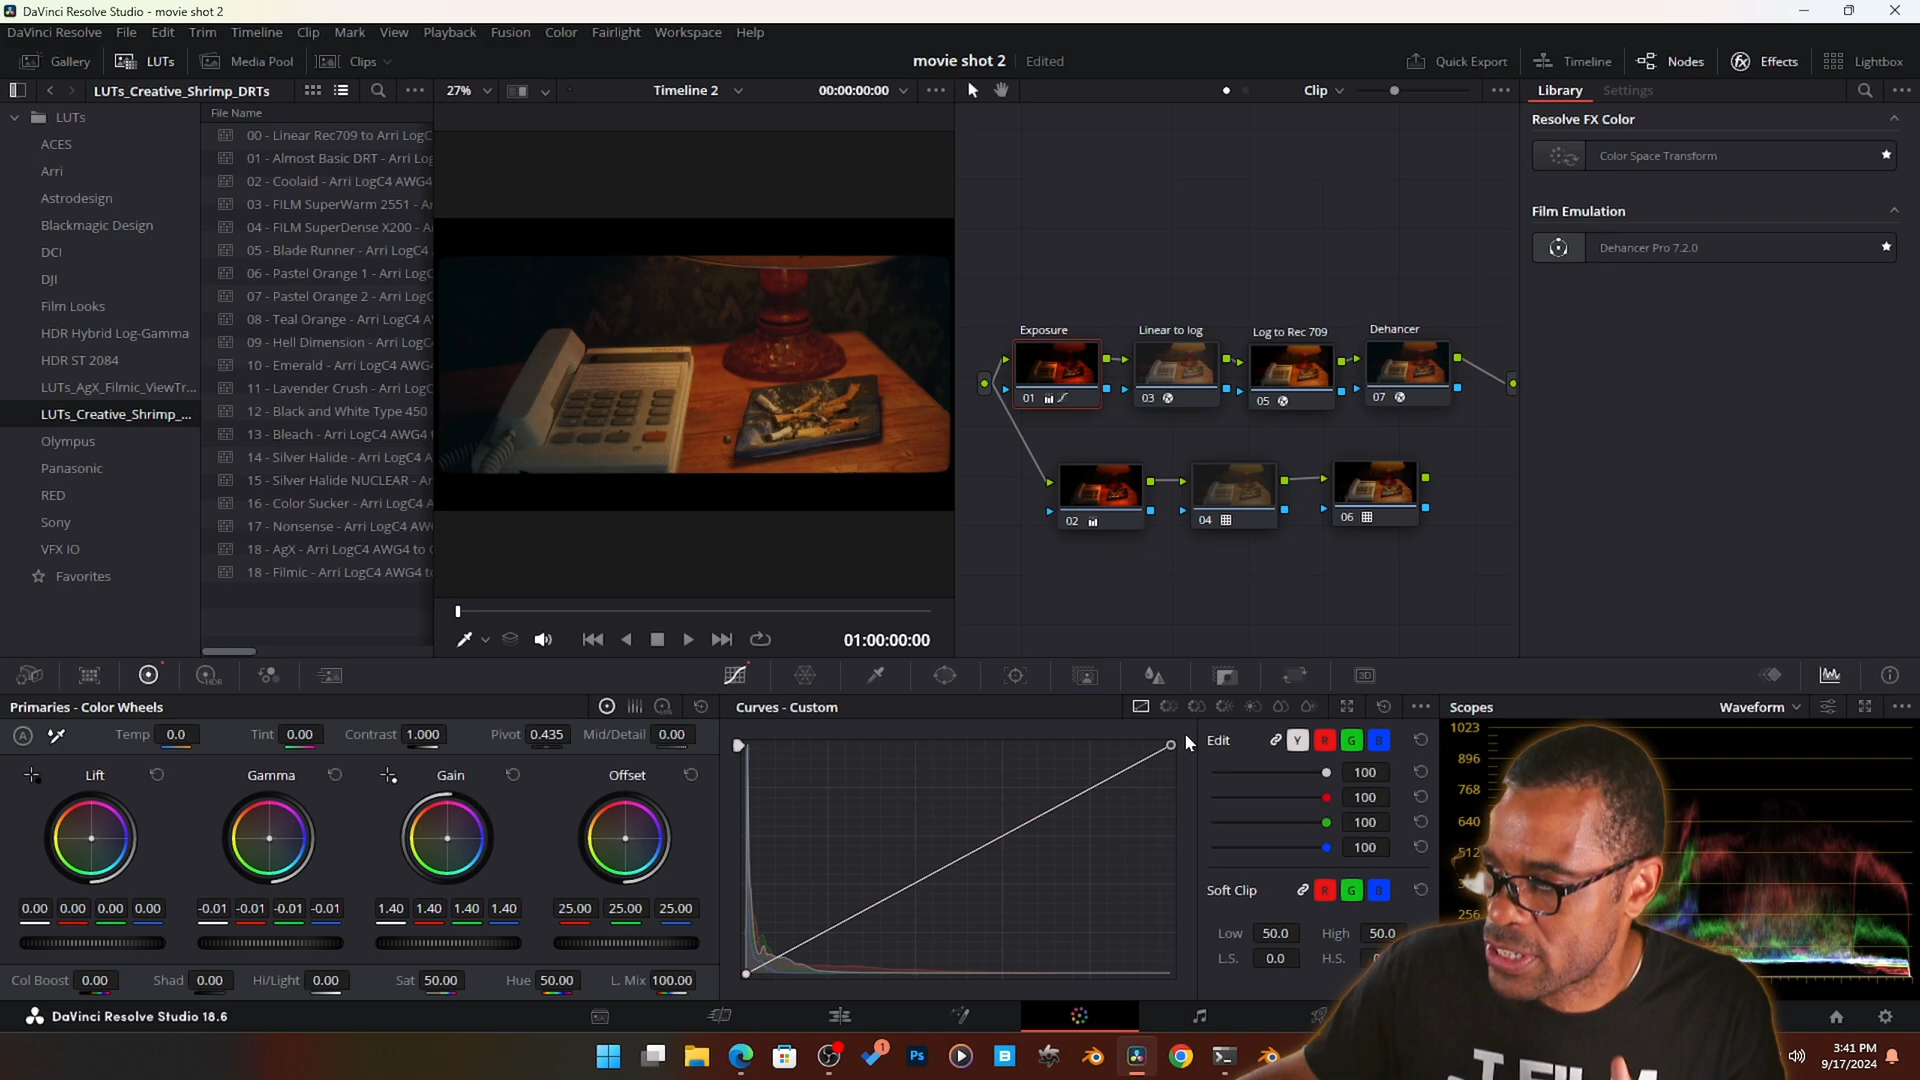 DaVinci Resolve Studio - movie shot 2
DaVinci Resolve File Edit Trim Timeline Clip Mark View Playback Fusion Color Fairlight Workspace Help
Gallery LUTs Media Pool Clips movie shot 2 Edited Quick Export Timeline Nodes Effects Lightbox
LUTs_Creative_Shrimp_DRTs 27% Timeline 2 00:00:00:00 Clip Library Settings
LUTs
ACES
Arri
Astrodesign
Blackmagic Design
DCI
DJI
Film Looks
HDR Hybrid Log-Gamma
HDR ST 2084
LUTs_AgX_Filmic_ViewTr...
LUTs_Creative_Shrimp_...
Olympus
Panasonic
RED
Sony
VFX IO
Favorites
File Name
00 - Linear Rec709 to Arri LogC
01 - Almost Basic DRT - Arri Log
02 - Coolaid - Arri LogC4 AWG4
03 - FILM SuperWarm 2551 - Ar
04 - FILM SuperDense X200 - A
05 - Blade Runner - Arri LogC4
06 - Pastel Orange 1 - Arri LogC
07 - Pastel Orange 2 - Arri LogC
08 - Teal Orange - Arri LogC4 A
09 - Hell Dimension - Arri LogC
10 - Emerald - Arri LogC4 AWG4
11 - Lavender Crush - Arri LogC
12 - Black and White Type 450 -
13 - Bleach - Arri LogC4 AWG4 t
14 - Silver Halide - Arri LogC4 A
15 - Silver Halide NUCLEAR - Ar
16 - Color Sucker - Arri LogC4
17 - Nonsense - Arri LogC4 AW
18 - AgX - Arri LogC4 AWG4 to
18 - Filmic - Arri LogC4 AWG4 to
01:00:00:00
Exposure Linear to log Log to Rec 709 Dehancer
01 03 05 07
02 04 06
Resolve FX Color
Color Space Transform
Film Emulation
Dehancer Pro 7.2.0
HDR 3D
Primaries - Color Wheels
A Temp 0.0 Tint 0.00 Contrast 1.000 Pivot 0.435 Mid/Detail 0.00
Lift Gamma Gain Offset
0.00 0.00 0.00 0.00 -0.01 -0.01 -0.01 -0.01 1.40 1.40 1.40 1.40 25.00 25.00 25.00
Col Boost 0.00 Shad 0.00 Hi/Light 0.00 Sat 50.00 Hue 50.00 L. Mix 100.00
Curves - Custom
Edit Y R G B
100
100
100
100
Soft Clip R G B
Low 50.0 High 50.0
L.S. 0.0 H.S.
Scopes Waveform
1023
896
768
640
512
256
DaVinci Resolve Studio 18.6
1
Ps
B
3:41 PM
9/17/2024
I FILM